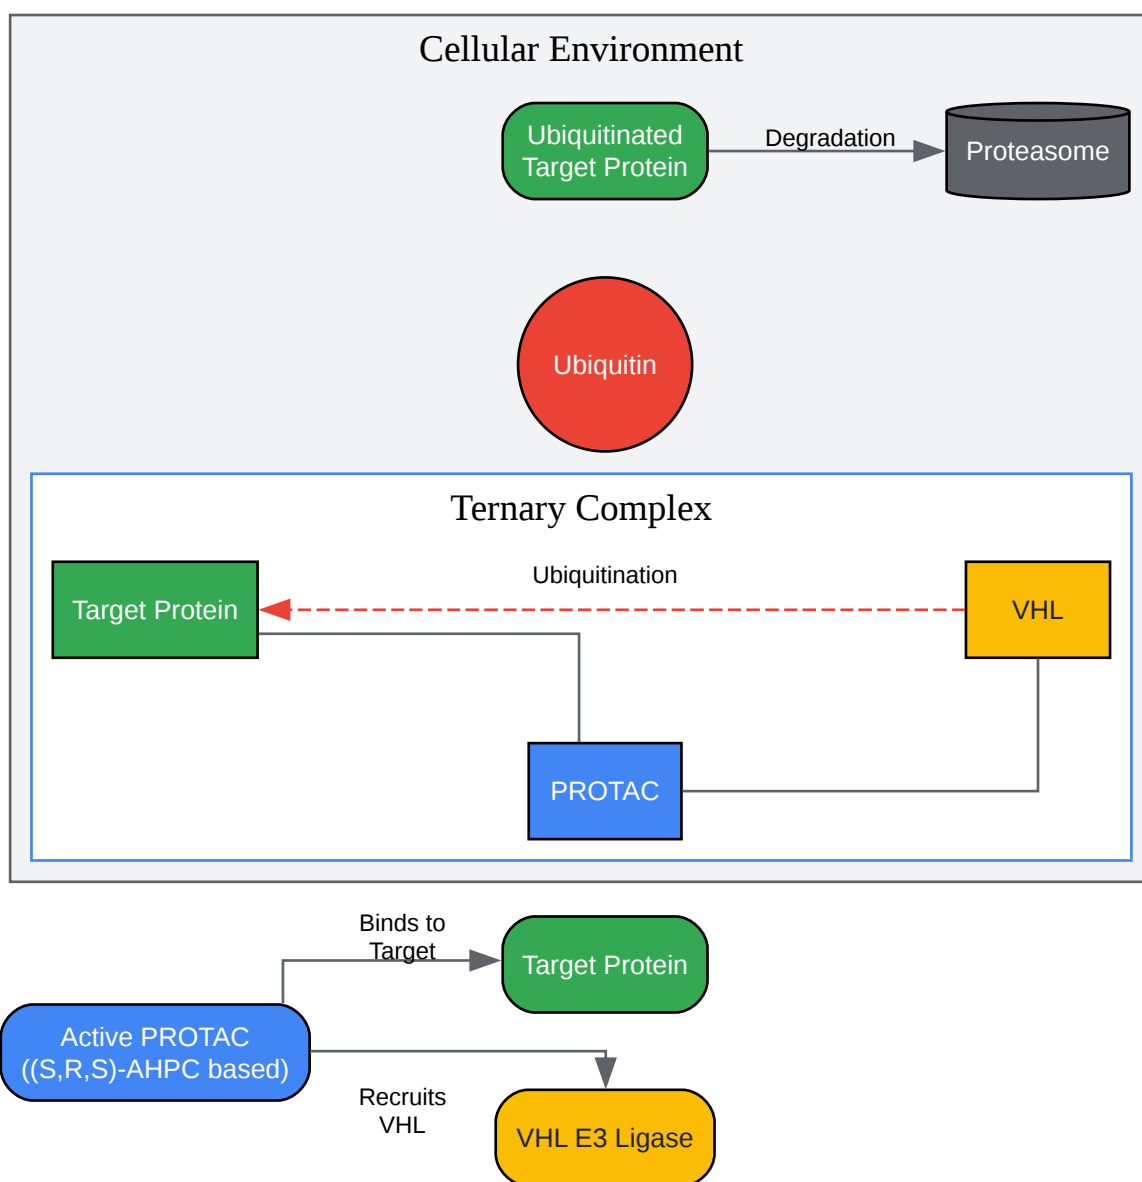 Cellular Environment
Ubiquitinated
Target Protein
Degradation
Proteasome
Ubiquitin
Ternary Complex
Ubiquitination
Target Protein
VHL
PROTAC
Binds to
Target
Target Protein
Active PROTAC
((S,R,S)-AHPC based)
Recruits
VHL
VHL E3 Ligase